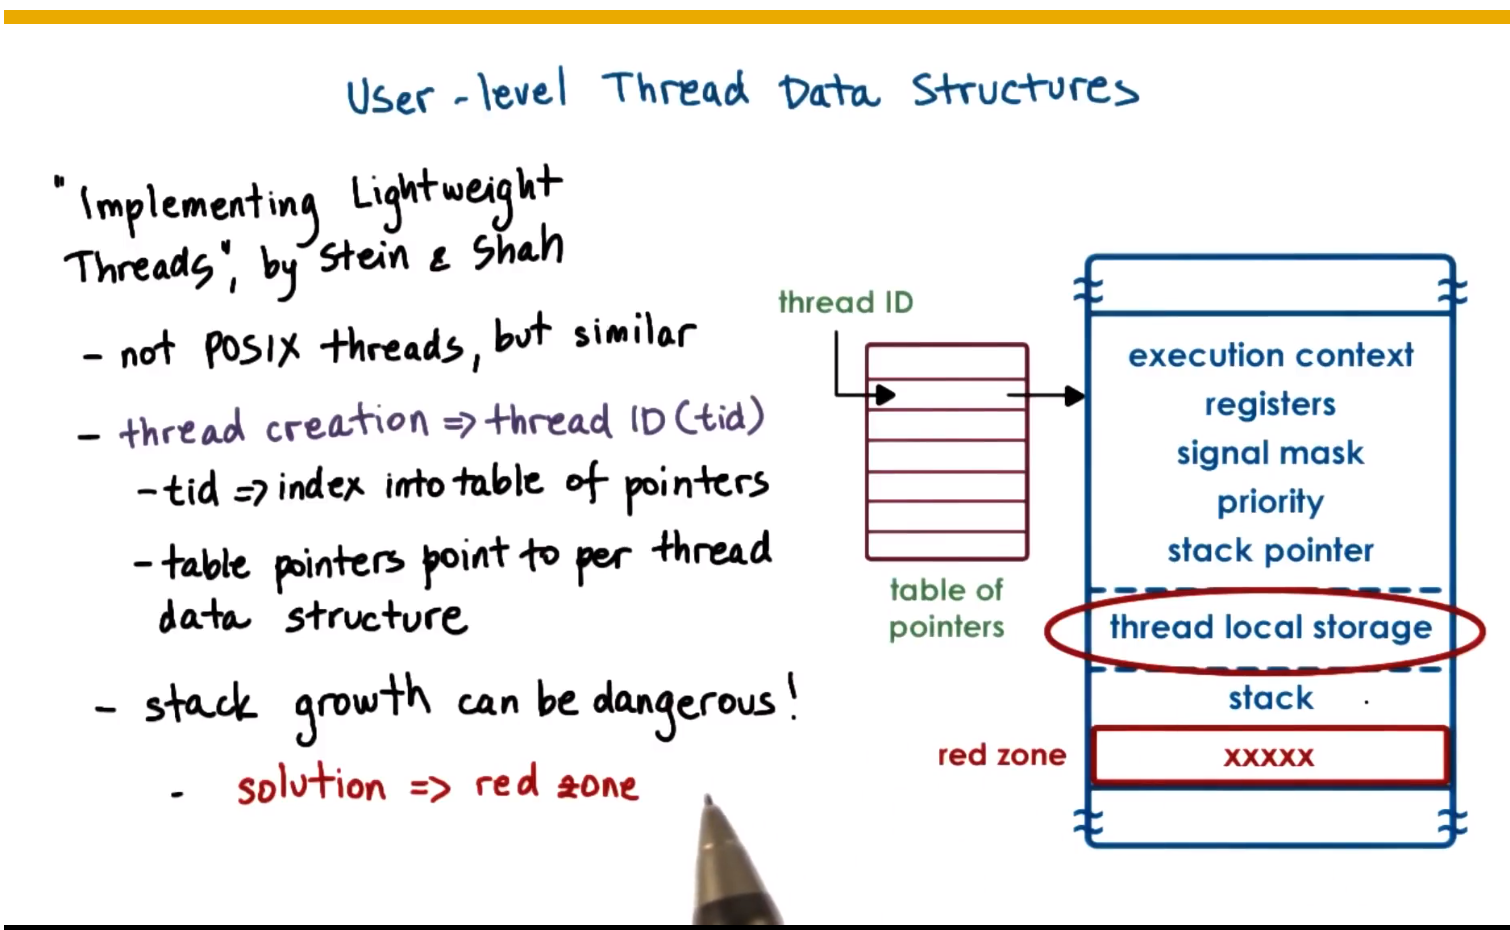 User-level Thread Data Structures
"Implementing Lightweight
Threads", by Stein & Shah
- not POSIX threads, but similar
- thread creation => thread ID (tid)
- tid => index into table of pointers
- table pointers point to per thread
data structure
- stack growth can be dangerous!
- solution => red zone
thread ID
table of
pointers
execution context
registers
signal mask
priority
stack pointer
thread local storage
stack
red zone
xxxxx